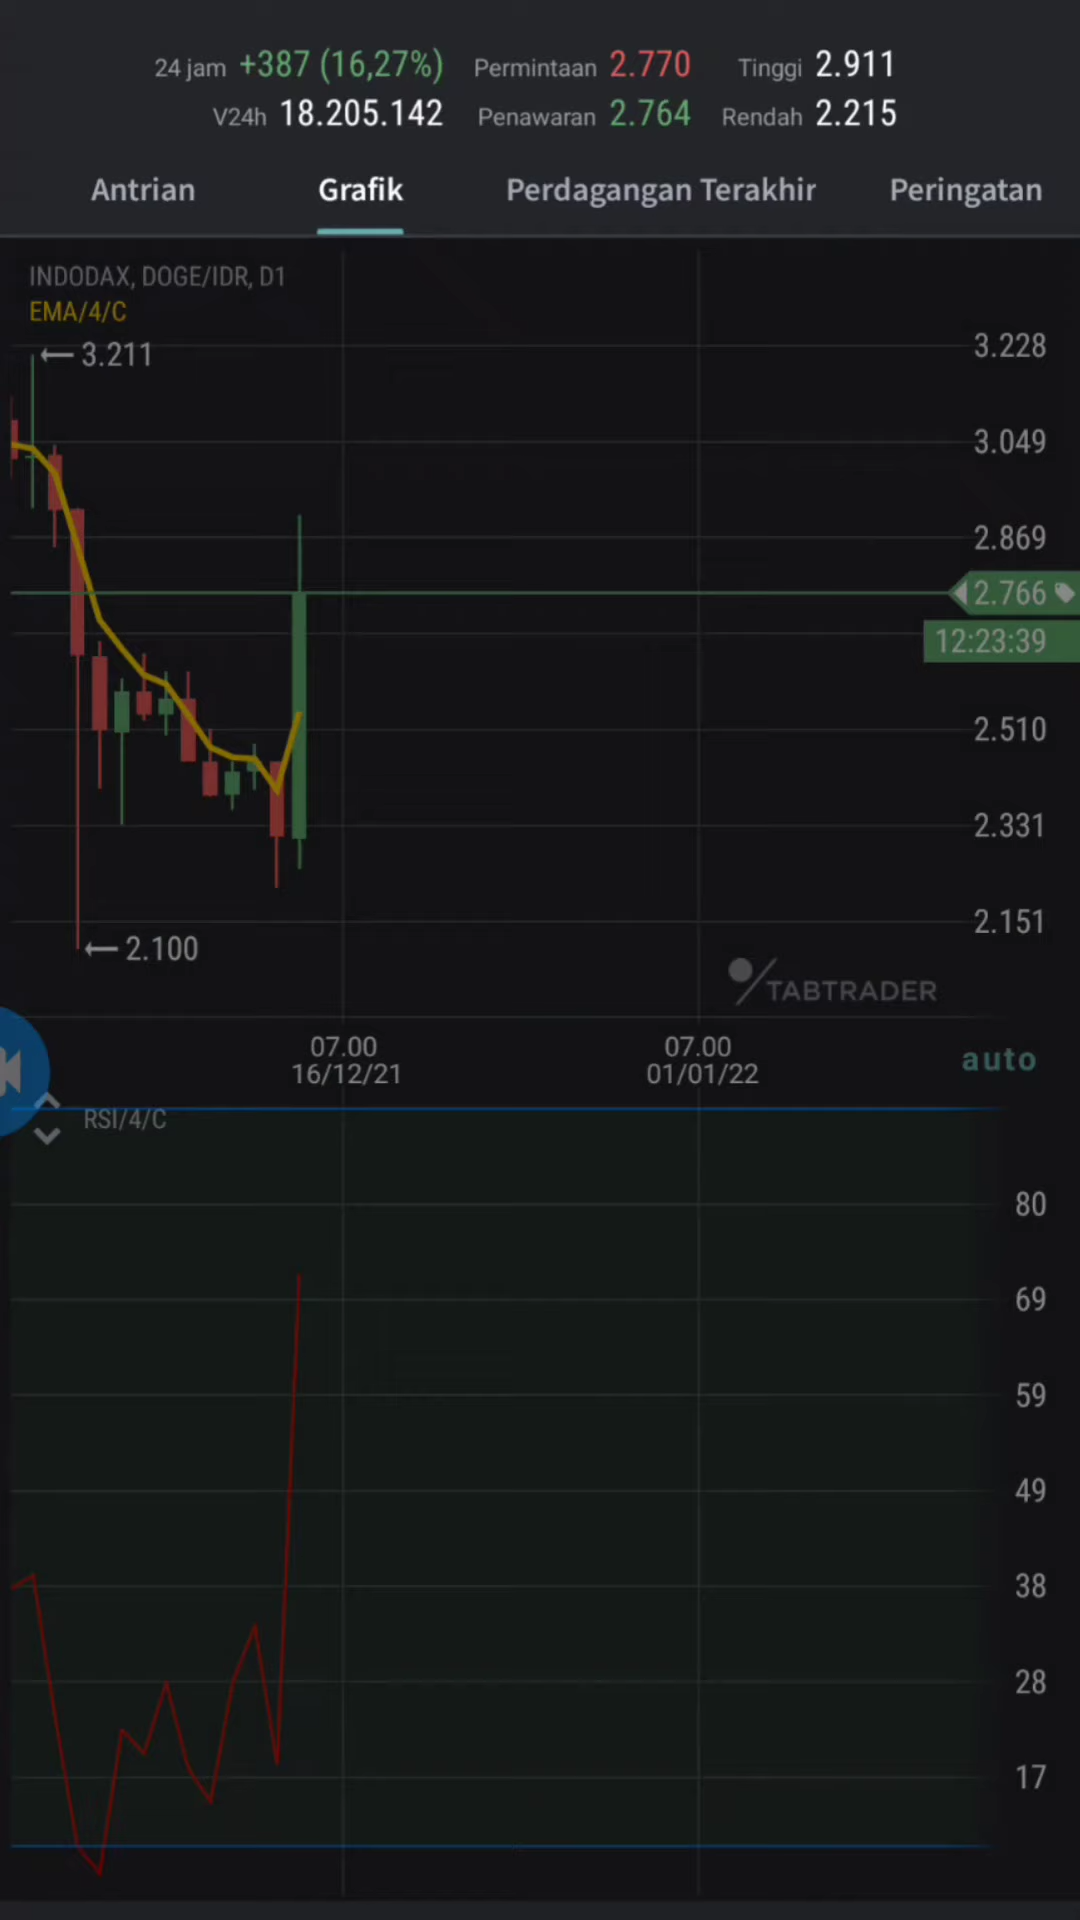 24 jam +387 (16,27%) Permintaan 2.770 Tinggi 2.911
V24h 18.205.142 Penawaran 2.764 Rendah 2.215
Antrian Grafik Perdagangan Terakhir Peringatan
INDODAX, DOGE/IDR, D1
EMA/4/C
3.211
3.228
3.049
2.869
2.766
12:23:39
2.510
2.331
2.151
2.100
TABTRADER
07.00 07.00
16/12/21 01/01/22
auto
RSI/4/C
80
69
59
49
38
28
17